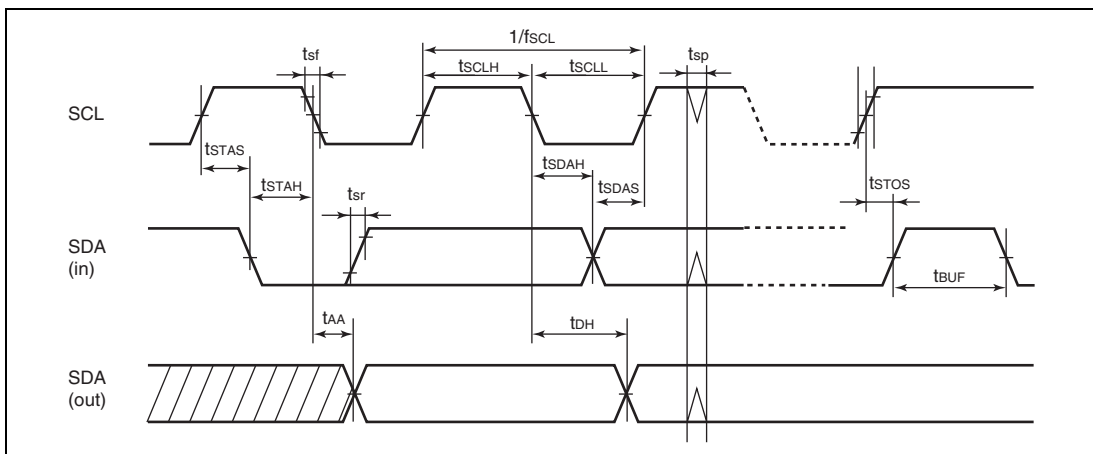 1/fSCL
tsf
tSCLH
tSCLL
tsp
SCL
tSTAS
tSTAH
tsr
tSDAH
tSDAS
tSTOS
SDA
(in)
tBUF
tAA
tDH
SDA
(out)